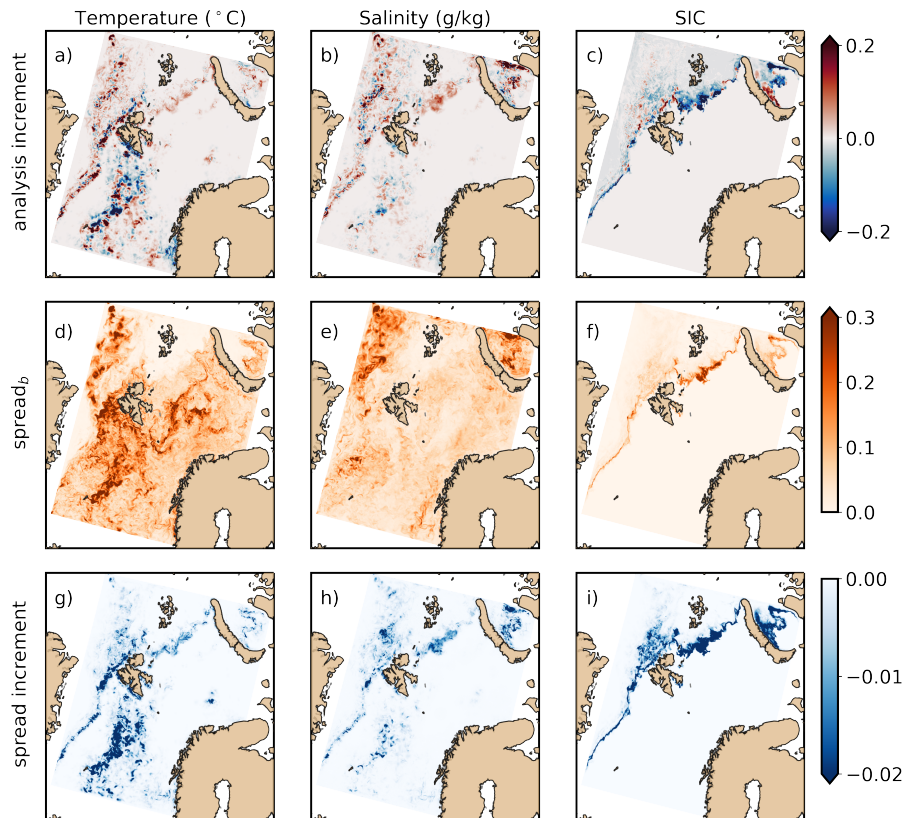 Temperature (°C) Salinity (g/kg) SIC
analysis increment
a) b) c)
0.2
0.0
−0.2
spread_b
d) e) f)
0.3
0.2
0.1
0.0
spread increment
g) h) i)
0.00
−0.01
−0.02